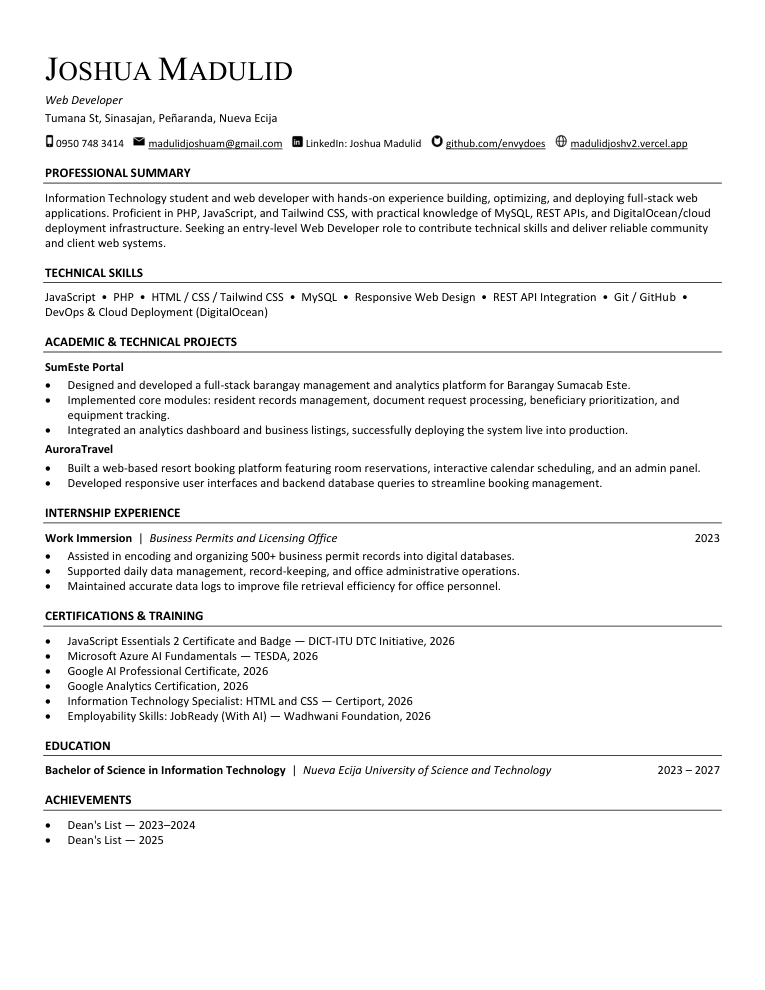 JOSHUA MADULID
Web Developer
Tumana St, Sinasajan, Peñaranda, Nueva Ecija
0950 748 3414 madulidjoshuam@gmail.com LinkedIn: Joshua Madulid github.com/envydoes madulidjoshv2.vercel.app
PROFESSIONAL SUMMARY
Information Technology student and web developer with hands-on experience building, optimizing, and deploying full-stack web
applications. Proficient in PHP, JavaScript, and Tailwind CSS, with practical knowledge of MySQL, REST APIs, and DigitalOcean/cloud
deployment infrastructure. Seeking an entry-level Web Developer role to contribute technical skills and deliver reliable community
and client web systems.
TECHNICAL SKILLS
JavaScript • PHP • HTML / CSS / Tailwind CSS • MySQL • Responsive Web Design • REST API Integration • Git / GitHub •
DevOps & Cloud Deployment (DigitalOcean)
ACADEMIC & TECHNICAL PROJECTS
SumEste Portal
• Designed and developed a full-stack barangay management and analytics platform for Barangay Sumacab Este.
• Implemented core modules: resident records management, document request processing, beneficiary prioritization, and
equipment tracking.
• Integrated an analytics dashboard and business listings, successfully deploying the system live into production.
AuroraTravel
• Built a web-based resort booking platform featuring room reservations, interactive calendar scheduling, and an admin panel.
• Developed responsive user interfaces and backend database queries to streamline booking management.
INTERNSHIP EXPERIENCE
Work Immersion | Business Permits and Licensing Office 2023
• Assisted in encoding and organizing 500+ business permit records into digital databases.
• Supported daily data management, record-keeping, and office administrative operations.
• Maintained accurate data logs to improve file retrieval efficiency for office personnel.
CERTIFICATIONS & TRAINING
• JavaScript Essentials 2 Certificate and Badge — DICT-ITU DTC Initiative, 2026
• Microsoft Azure AI Fundamentals — TESDA, 2026
• Google AI Professional Certificate, 2026
• Google Analytics Certification, 2026
• Information Technology Specialist: HTML and CSS — Certiport, 2026
• Employability Skills: JobReady (With AI) — Wadhwani Foundation, 2026
EDUCATION
Bachelor of Science in Information Technology | Nueva Ecija University of Science and Technology 2023 – 2027
ACHIEVEMENTS
• Dean's List — 2023–2024
• Dean's List — 2025